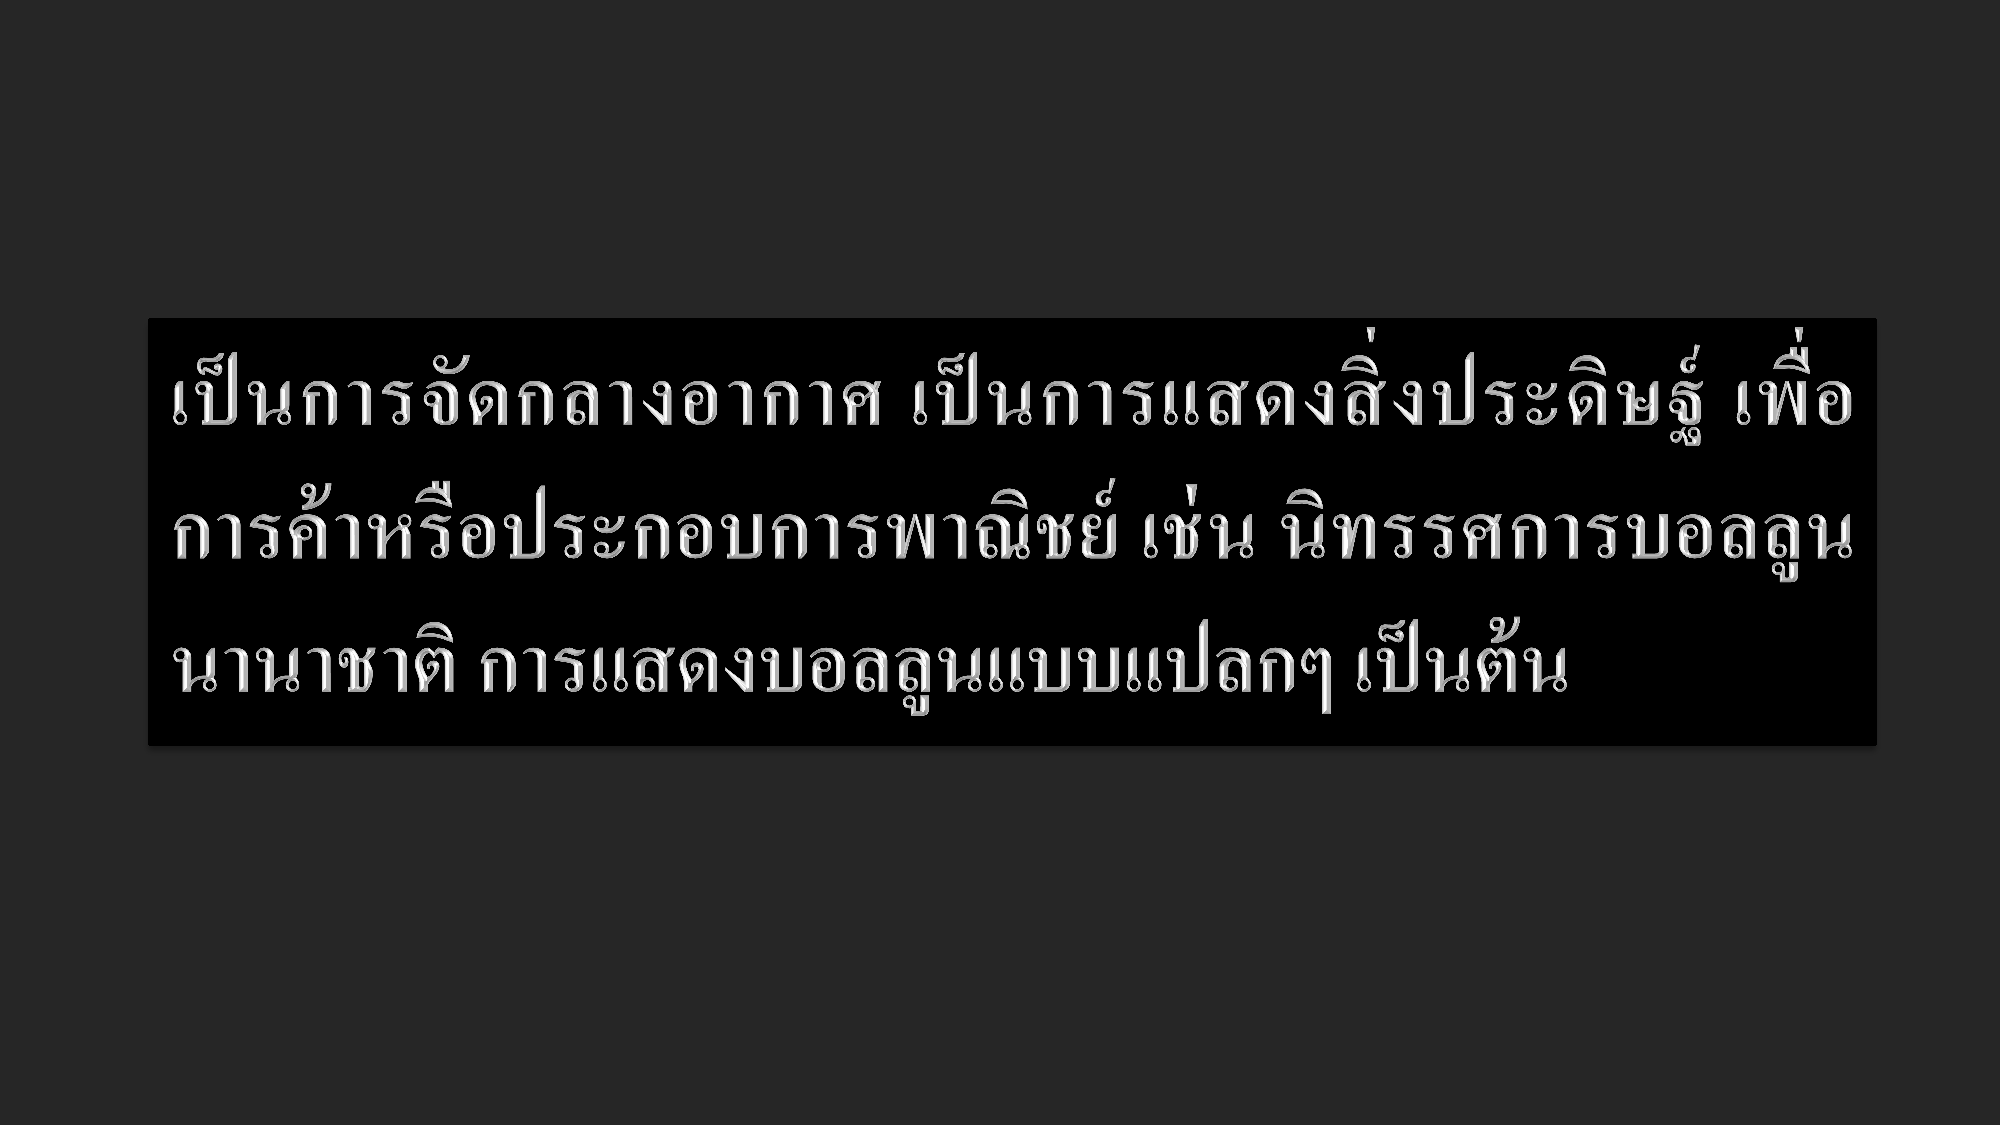 เป็นการจัดกลางอากาศ เป็นการแสดงสิ่งประดิษฐ์ เพื่อ
การค้าหรือประกอบการพาณิชย์ เช่น นิทรรศการบอลลูน
นานาชาติ การแสดงบอลลูนแบบแปลกๆ เป็นต้น